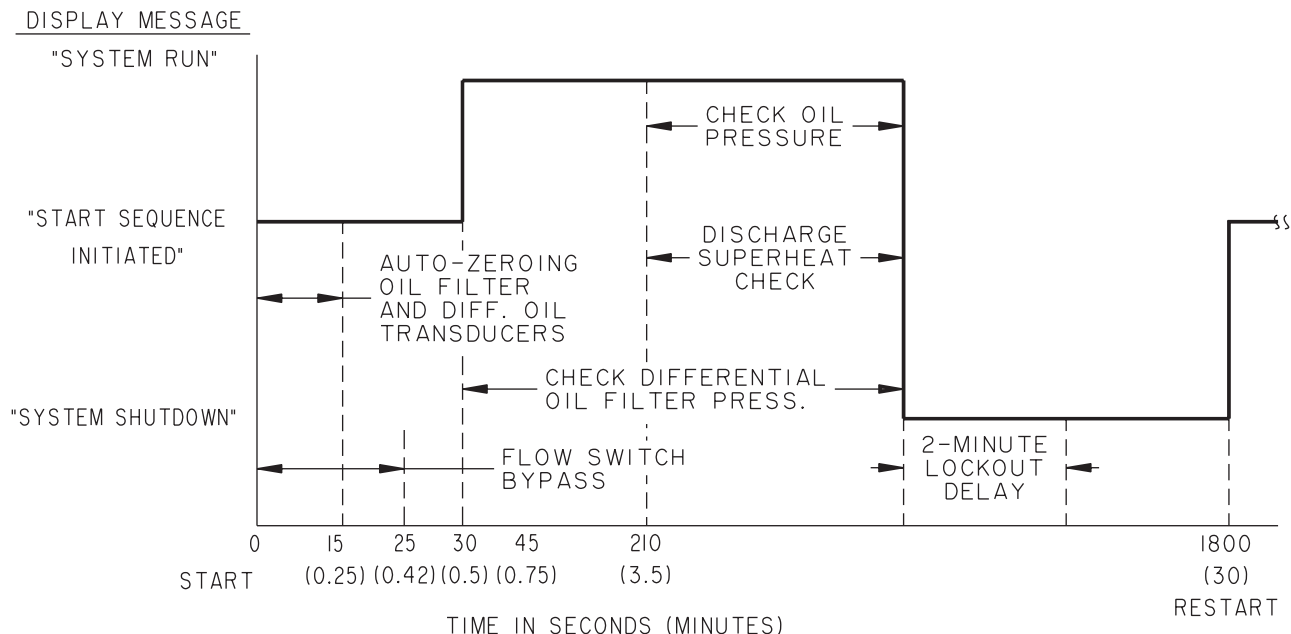 DISPLAY MESSAGE
"SYSTEM RUN"
CHECK OIL
PRESSURE
"START SEQUENCE
INITIATED"
DISCHARGE
SUPERHEAT
CHECK
AUTO-ZEROING
OIL FILTER
AND DIFF. OIL
TRANSDUCERS
CHECK DIFFERENTIAL
OIL FILTER PRESS.
"SYSTEM SHUTDOWN"
2-MINUTE
LOCKOUT
DELAY
FLOW SWITCH
BYPASS
0 15 25 30 45 210 1800
START (0.25) (0.42) (0.5) (0.75) (3.5) (30)
RESTART
TIME IN SECONDS (MINUTES)